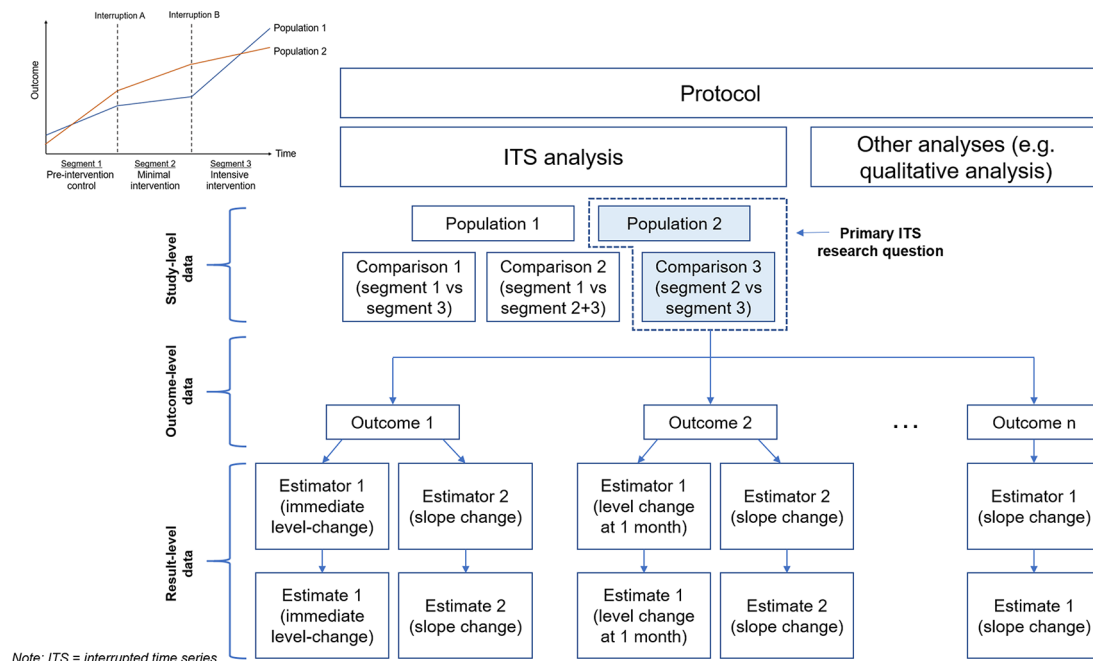 Interruption A
Interruption B
Population 1
Population 2
Outcome
Time
Segment 1
Pre-intervention
control
Segment 2
Minimal
intervention
Segment 3
Intensive
intervention
Protocol
ITS analysis
Other analyses (e.g.
qualitative analysis)
Study-level
data
Population 1
Population 2
Primary ITS
research question
Comparison 1
(segment 1 vs
segment 3)
Comparison 2
(segment 1 vs
segment 2+3)
Comparison 3
(segment 2 vs
segment 3)
Outcome-level
data
Outcome 1
Outcome 2
...
Outcome n
Result-level
data
Estimator 1
(immediate
level-change)
Estimator 2
(slope change)
Estimator 1
(level change
at 1 month)
Estimator 2
(slope change)
Estimator 1
(slope change)
Estimate 1
(immediate
level-change)
Estimate 2
(slope change)
Estimate 1
(level change
at 1 month)
Estimate 2
(slope change)
Estimate 1
(slope change)
Note: ITS = interrupted time series